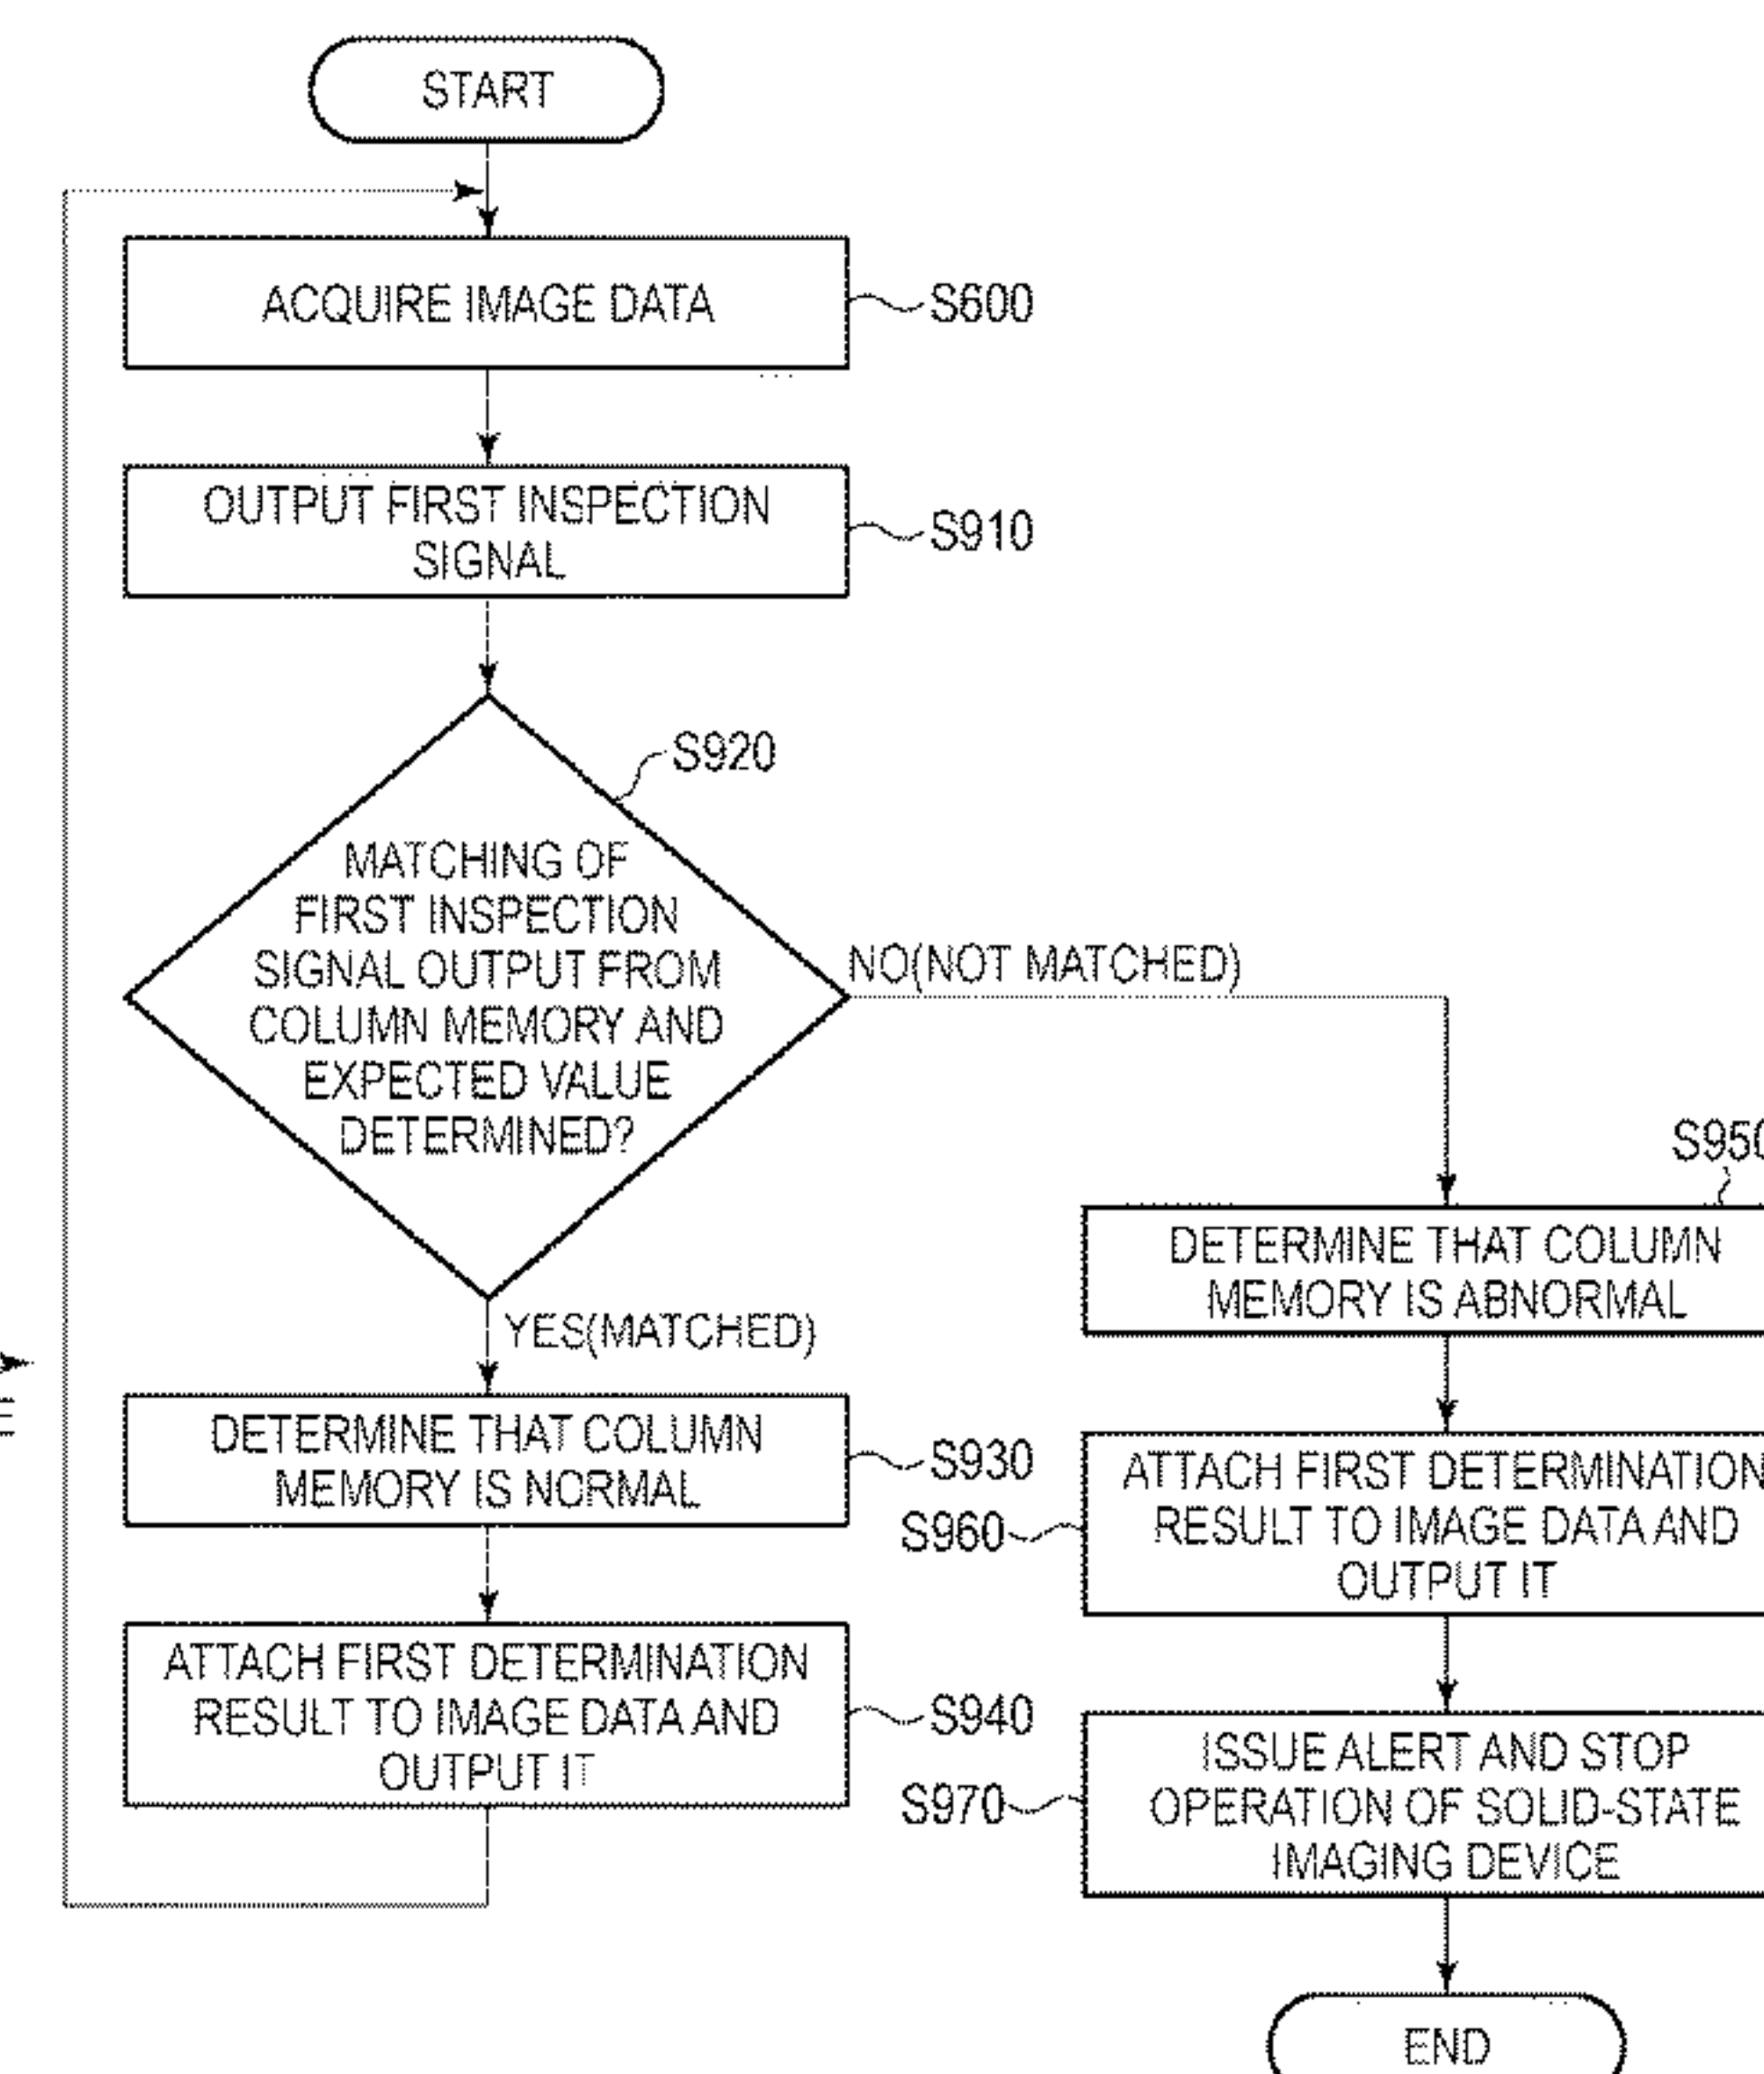 START
ACQUIRE IMAGE DATA
S600
OUTPUT FIRST INSPECTION
SIGNAL
S910
S920
MATCHING OF
FIRST INSPECTION
SIGNAL OUTPUT FROM
COLUMN MEMORY AND
EXPECTED VALUE
DETERMINED?
NO(NOT MATCHED)
YES(MATCHED)
DETERMINE THAT COLUMN
MEMORY IS NORMAL
S930
ATTACH FIRST DETERMINATION
RESULT TO IMAGE DATA AND
OUTPUT IT
S940
S950
DETERMINE THAT COLUMN
MEMORY IS ABNORMAL
ATTACH FIRST DETERMINATION
RESULT TO IMAGE DATA AND
OUTPUT IT
S960
ISSUE ALERT AND STOP
OPERATION OF SOLID-STATE
IMAGING DEVICE
S970
END